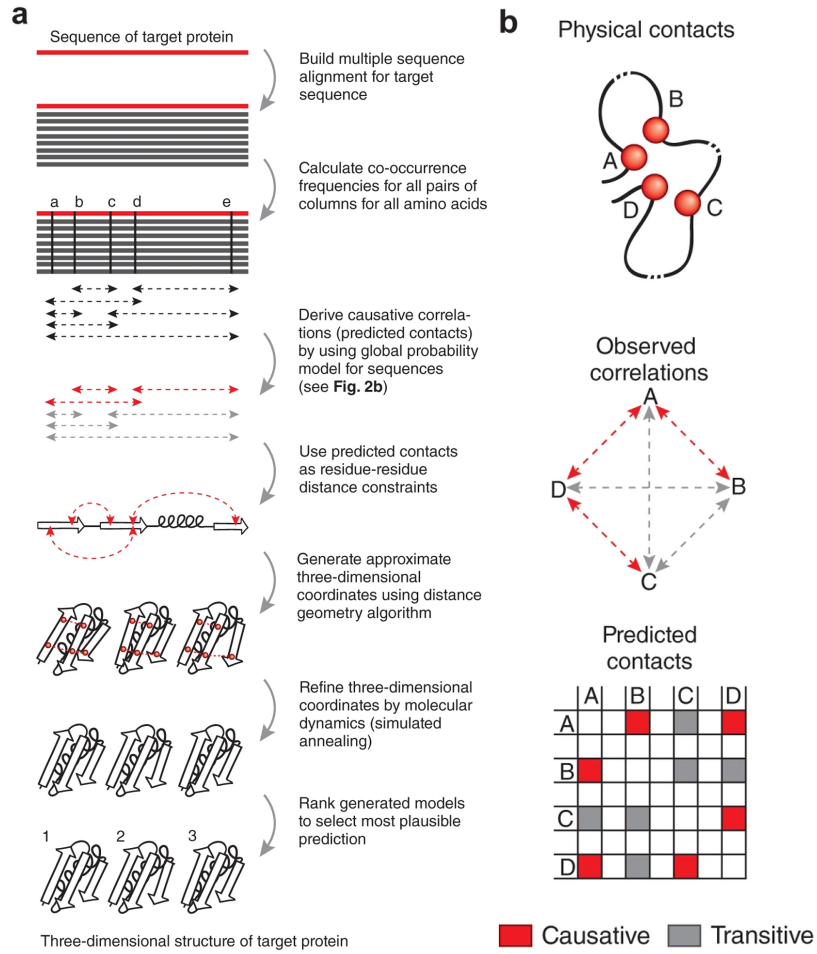 a
Sequence of target protein
Build multiple sequence
alignment for target
sequence
Calculate co-occurrence
frequencies for all pairs of
columns for all amino acids
a b c d e
Derive causative correla-
tions (predicted contacts)
by using global probability
model for sequences
(see Fig. 2b)
Use predicted contacts
as residue-residue
distance constraints
Generate approximate
three-dimensional
coordinates using distance
geometry algorithm
Refine three-dimensional
coordinates by molecular
dynamics (simulated
annealing)
Rank generated models
to select most plausible
prediction
1 2 3
Three-dimensional structure of target protein
b
Physical contacts
B
A
D
C
Observed
correlations
A
D
B
C
Predicted
contacts
A B C D
A
B
C
D
Causative
Transitive